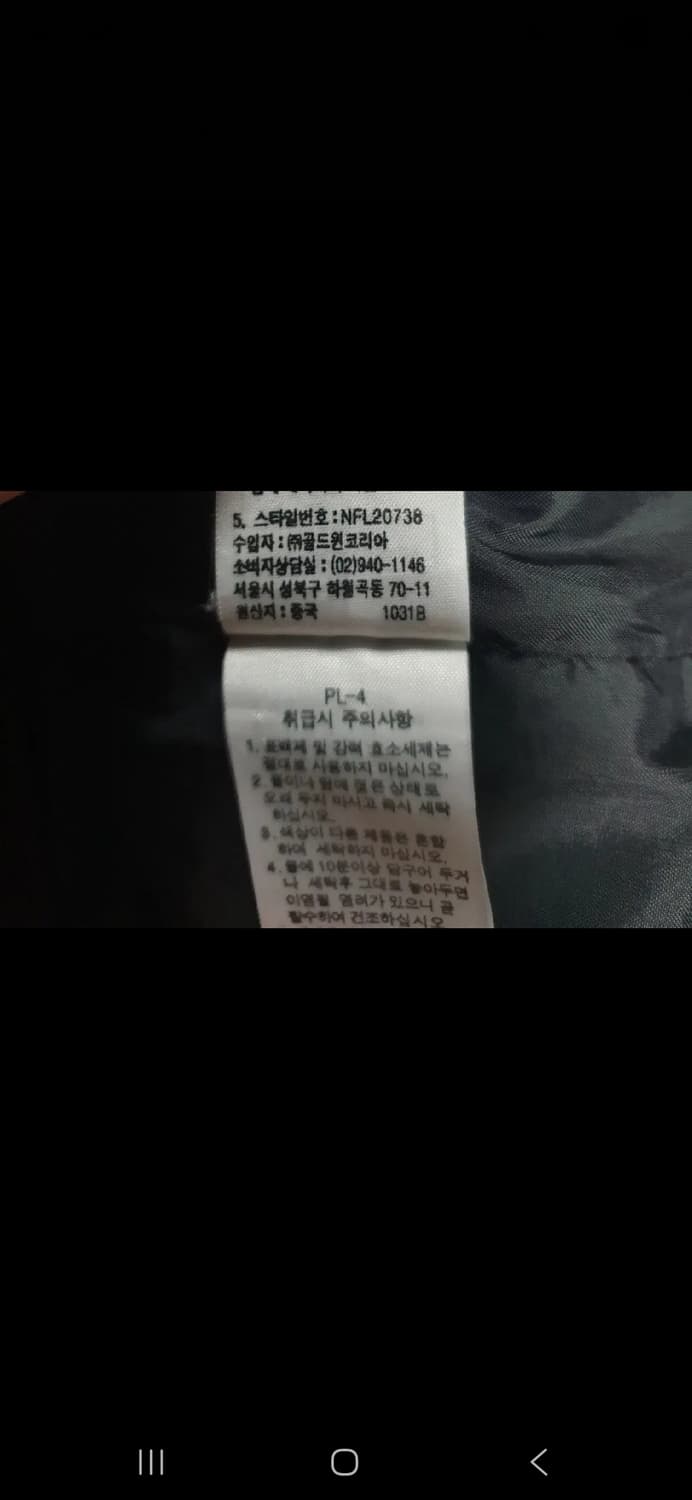 5. 스타일번호:NFL20738
수입자:㈜골드윈코리아
소비자상담실:(02)940-1146
서울시 성북구 하월곡동 70-11
원산지:중국 1031B
PL-4
취급시 주의사항
1. 표백제 및 강력 효소세제는
절대로 사용하지 마십시오.
2. 물이나 땀에 젖은 상태로
오래 두지 마시고 즉시 세탁
하십시오.
3. 색상이 다른 제품은 혼합
하여 세탁하지 마십시오.
4. 물에 10분이상 담구어 두거
나 세탁후 그대로 놓아두면
이염될 염려가 있으니 곧
탈수하여 건조하십시오